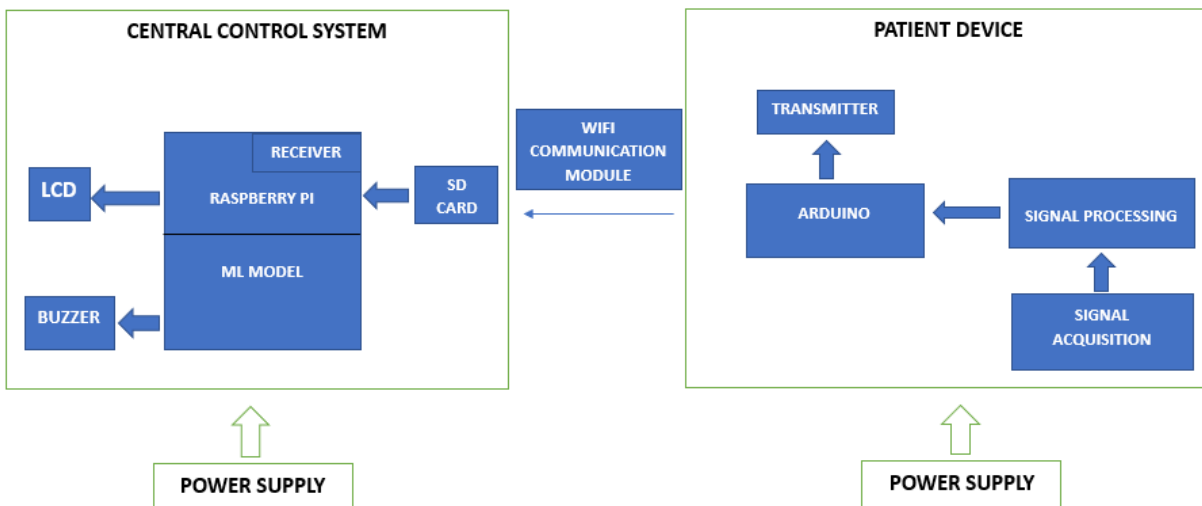 CENTRAL CONTROL SYSTEM
RECEIVER
RASPBERRY PI
LCD
SD
CARD
ML MODEL
BUZZER
POWER SUPPLY
WIFI
COMMUNICATION
MODULE
PATIENT DEVICE
TRANSMITTER
ARDUINO
SIGNAL PROCESSING
SIGNAL
ACQUISITION
POWER SUPPLY